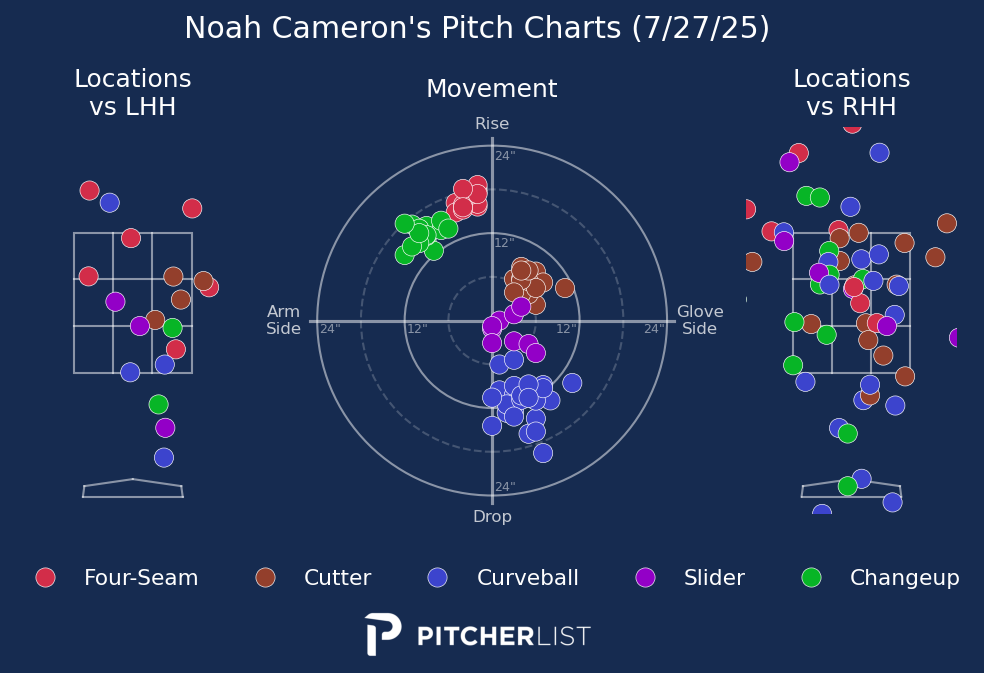 Noah Cameron's Pitch Charts (7/27/25)
Locations
vs LHH
Movement
Locations
vs RHH
Rise
24"
12"
Arm
Side
24"
12"
12"
24"
Glove
Side
24"
Drop
Four-Seam
Cutter
Curveball
Slider
Changeup
PITCHERLIST